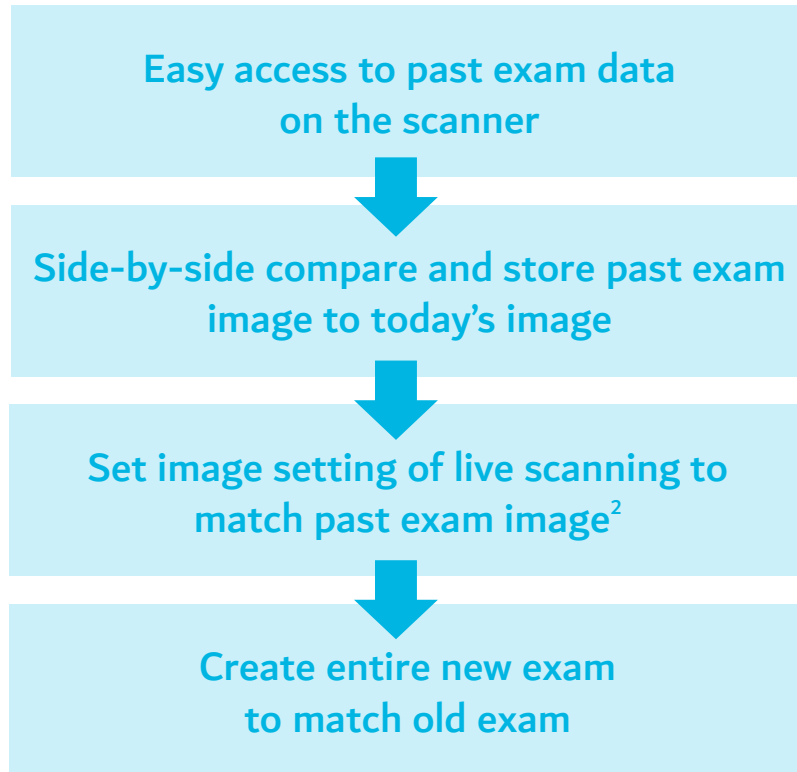 Easy access to past exam data
on the scanner
Side-by-side compare and store past exam
image to today’s image
Set image setting of live scanning to
match past exam image²
Create entire new exam
to match old exam